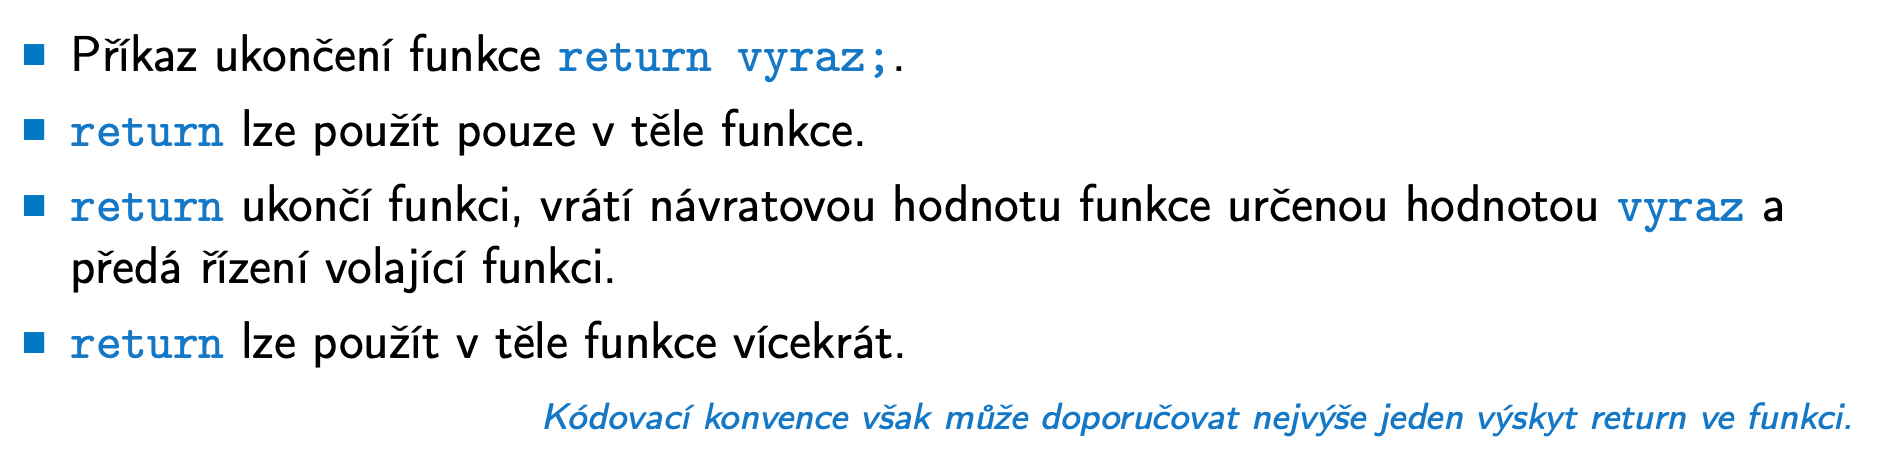 Příkaz ukončení funkce return vyraz;.
return lze použít pouze v těle funkce.
return ukončí funkci, vrátí návratovou hodnotu funkce určenou hodnotou vyraz a
předá řízení volající funkci.
return lze použít v těle funkce vícekrát.
Kódovací konvence však může doporučovat nejvýše jeden výskyt return ve funkci.